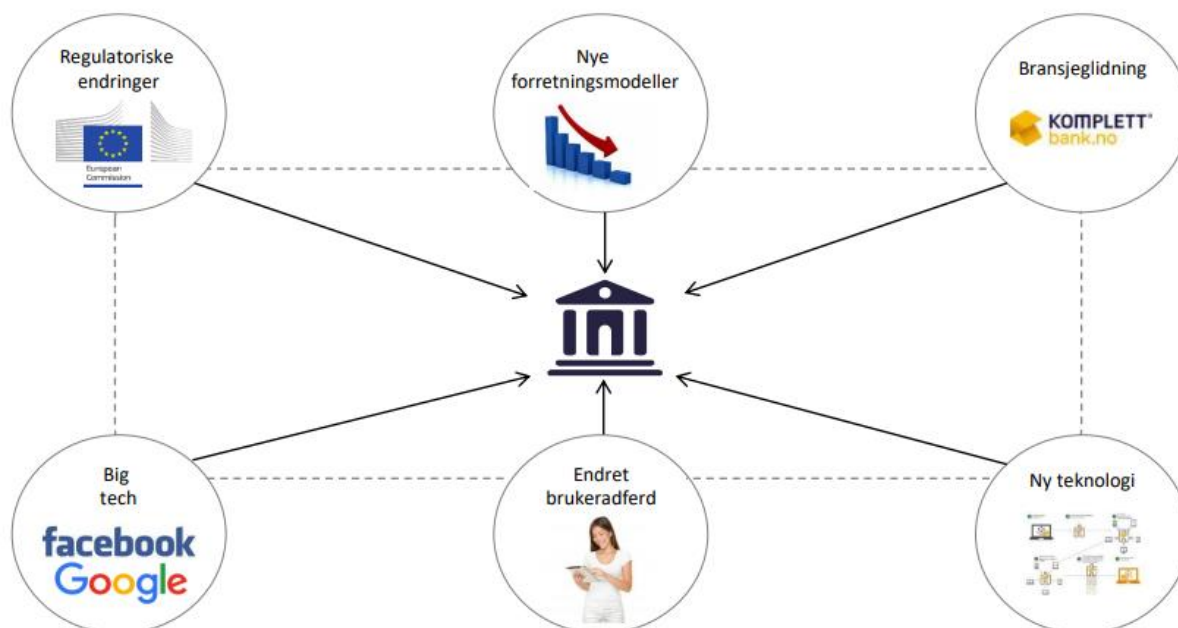 Regulatoriske
endringer
European
Commission
Nye
forretningsmodeller
Bransjeglidning
KOMPLETT®
bank.no
Big
tech
facebook
Google
Endret
brukeradferd
Ny teknologi